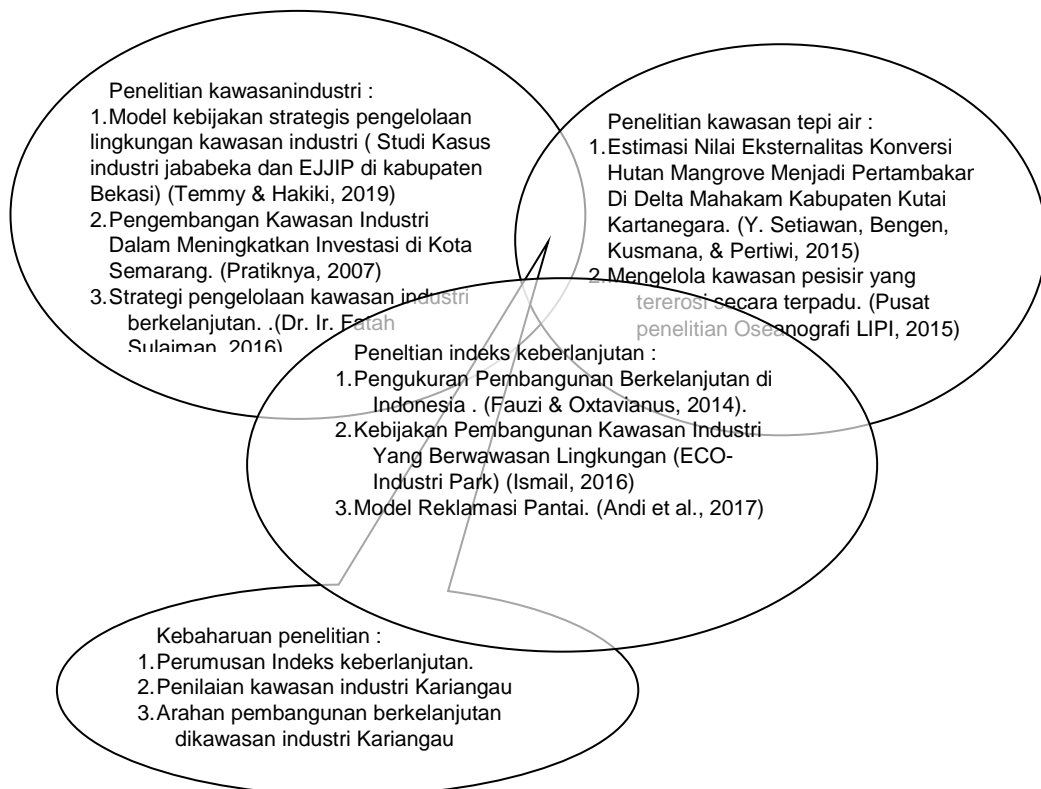 Penelitian kawasanindustri :
1.Model kebijakan strategis pengelolaan
lingkungan kawasan industri ( Studi Kasus
industri jababeka dan EJJIP di kabupaten
Bekasi) (Temmy & Hakiki, 2019)
2.Pengembangan Kawasan Industri
Dalam Meningkatkan Investasi di Kota
Semarang. (Pratiknya, 2007)
3.Strategi pengelolaan kawasan industri
berkelanjutan. .(Dr. Ir. Fatah
Sulaiman, 2016)
Penelitian kawasan tepi air :
1.Estimasi Nilai Eksternalitas Konversi
Hutan Mangrove Menjadi Pertambakar
Di Delta Mahakam Kabupaten Kutai
Kartanegara. (Y. Setiawan, Bengen,
Kusmana, & Pertiwi, 2015)
2.Mengelola kawasan pesisir yang
tererosi secara terpadu. (Pusat
penelitian Oseanografi LIPI, 2015)
Peneltian indeks keberlanjutan :
1.Pengukuran Pembangunan Berkelanjutan di
Indonesia . (Fauzi & Oxtavianus, 2014).
2.Kebijakan Pembangunan Kawasan Industri
Yang Berwawasan Lingkungan (ECO-
Industri Park) (Ismail, 2016)
3.Model Reklamasi Pantai. (Andi et al., 2017)
Kebaharuan penelitian :
1.Perumusan Indeks keberlanjutan.
2.Penilaian kawasan industri Kariangau
3.Arahan pembangunan berkelanjutan
dikawasan industri Kariangau